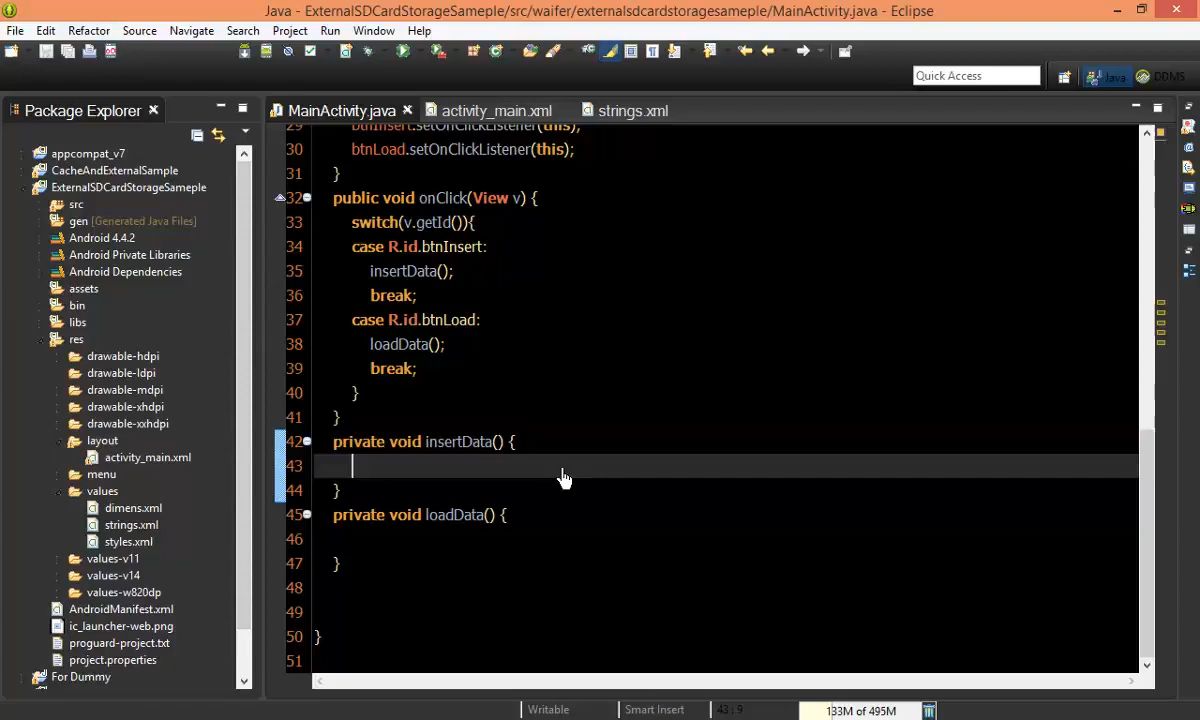 Java - ExternalSDCardStorageSameple/src/waifer/externalsdcardstoragesameple/MainActivity.java - Eclipse
File Edit Refactor Source Navigate Search Project Run Window Help
Quick Access
Java DDMS
Package Explorer
MainActivity.java activity_main.xml strings.xml
appcompat_v7
CacheAndExternalSample
ExternalSDCardStorageSameple
src
gen [Generated Java Files]
Android 4.4.2
Android Private Libraries
Android Dependencies
assets
bin
libs
res
drawable-hdpi
drawable-ldpi
drawable-mdpi
drawable-xhdpi
drawable-xxhdpi
layout
activity_main.xml
menu
values
dimens.xml
strings.xml
styles.xml
values-v11
values-v14
values-w820dp
AndroidManifest.xml
ic_launcher-web.png
proguard-project.txt
project.properties
For Dummy
29 btnInsert.setOnClickListener(this);
30 btnLoad.setOnClickListener(this);
31 }
32 public void onClick(View v) {
33 switch(v.getId()){
34 case R.id.btnInsert:
35 insertData();
36 break;
37 case R.id.btnLoad:
38 loadData();
39 break;
40 }
41 }
42 private void insertData() {
43
44 }
45 private void loadData() {
46
47 }
48
49
50 }
51
Writable Smart Insert 43 : 9 133M of 495M